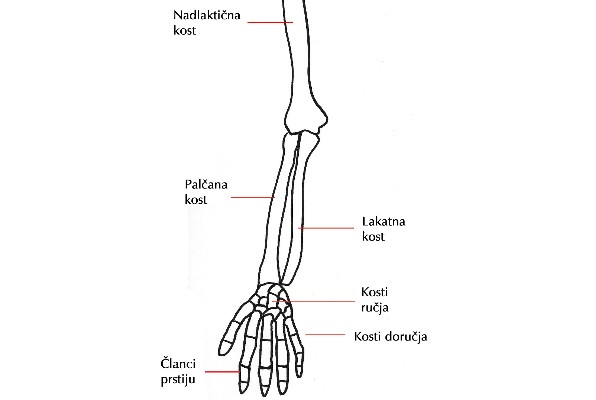 Nadlaktična
kost
Palčana
kost
Lakatna
kost
Kosti
ručja
Kosti doručja
Članci
prstiju